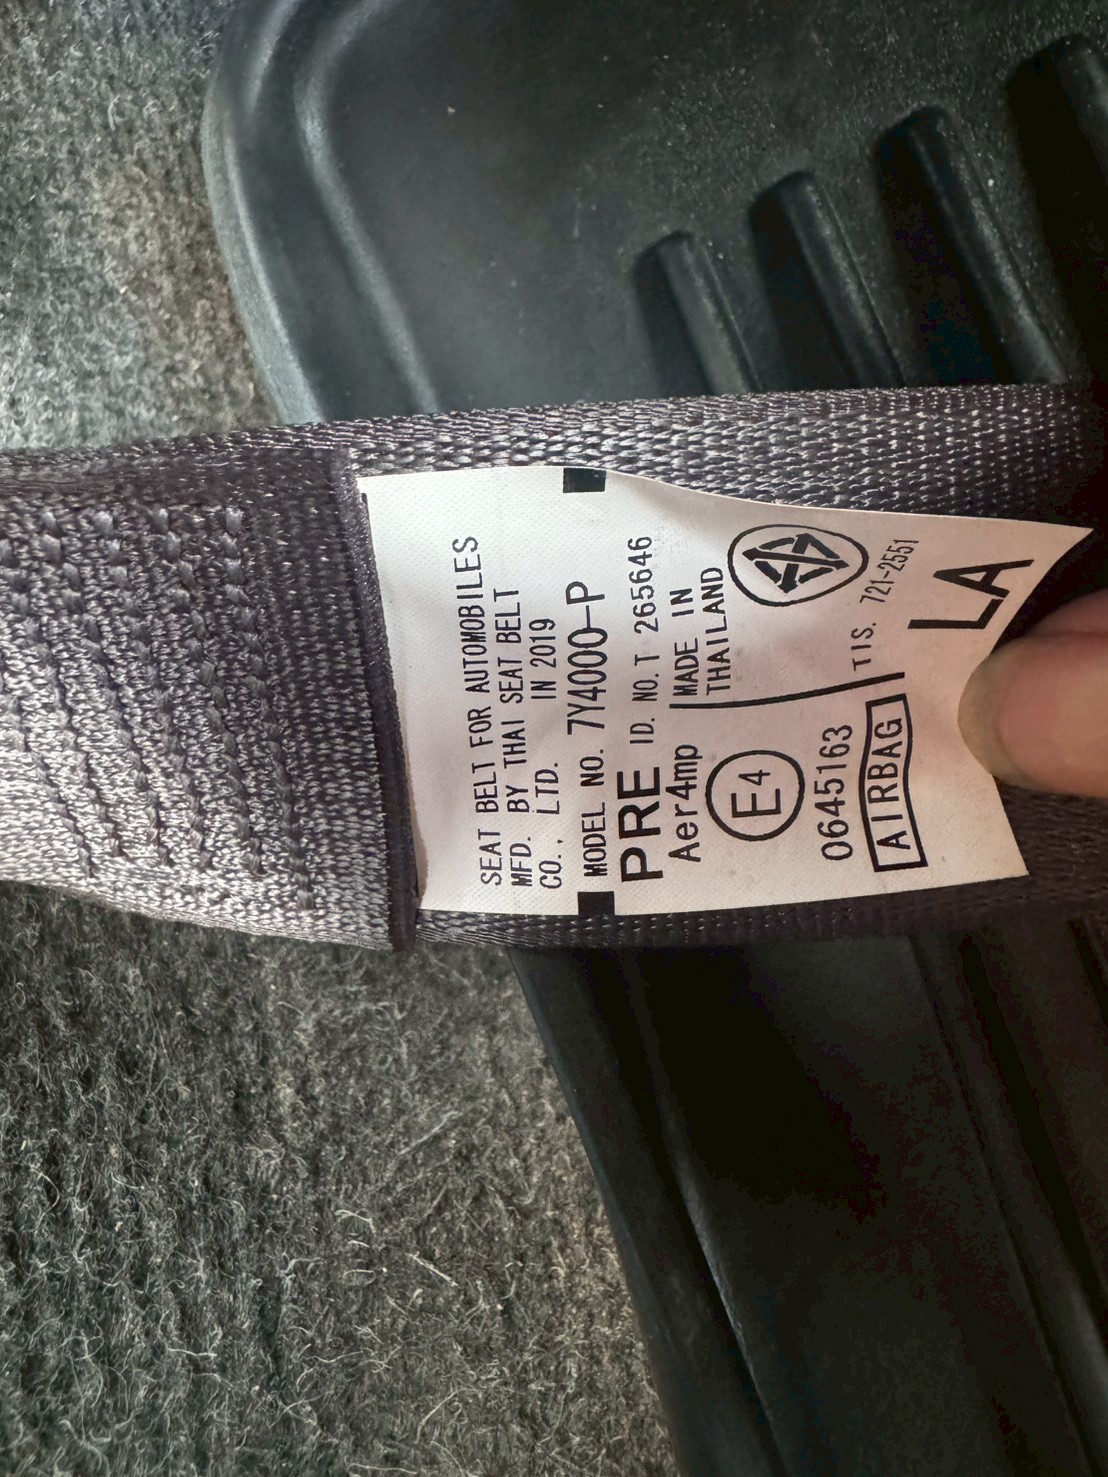 SEAT BELT FOR AUTOMOBILES
MFD. BY THAI SEAT BELT
CO., LTD. IN 2019
MODEL NO. 7Y4000-P
PRE ID. NO. T 265646
Aer4mp
MADE IN
THAILAND
E4
0645163
TIS. 721-2551
AIRBAG
LA